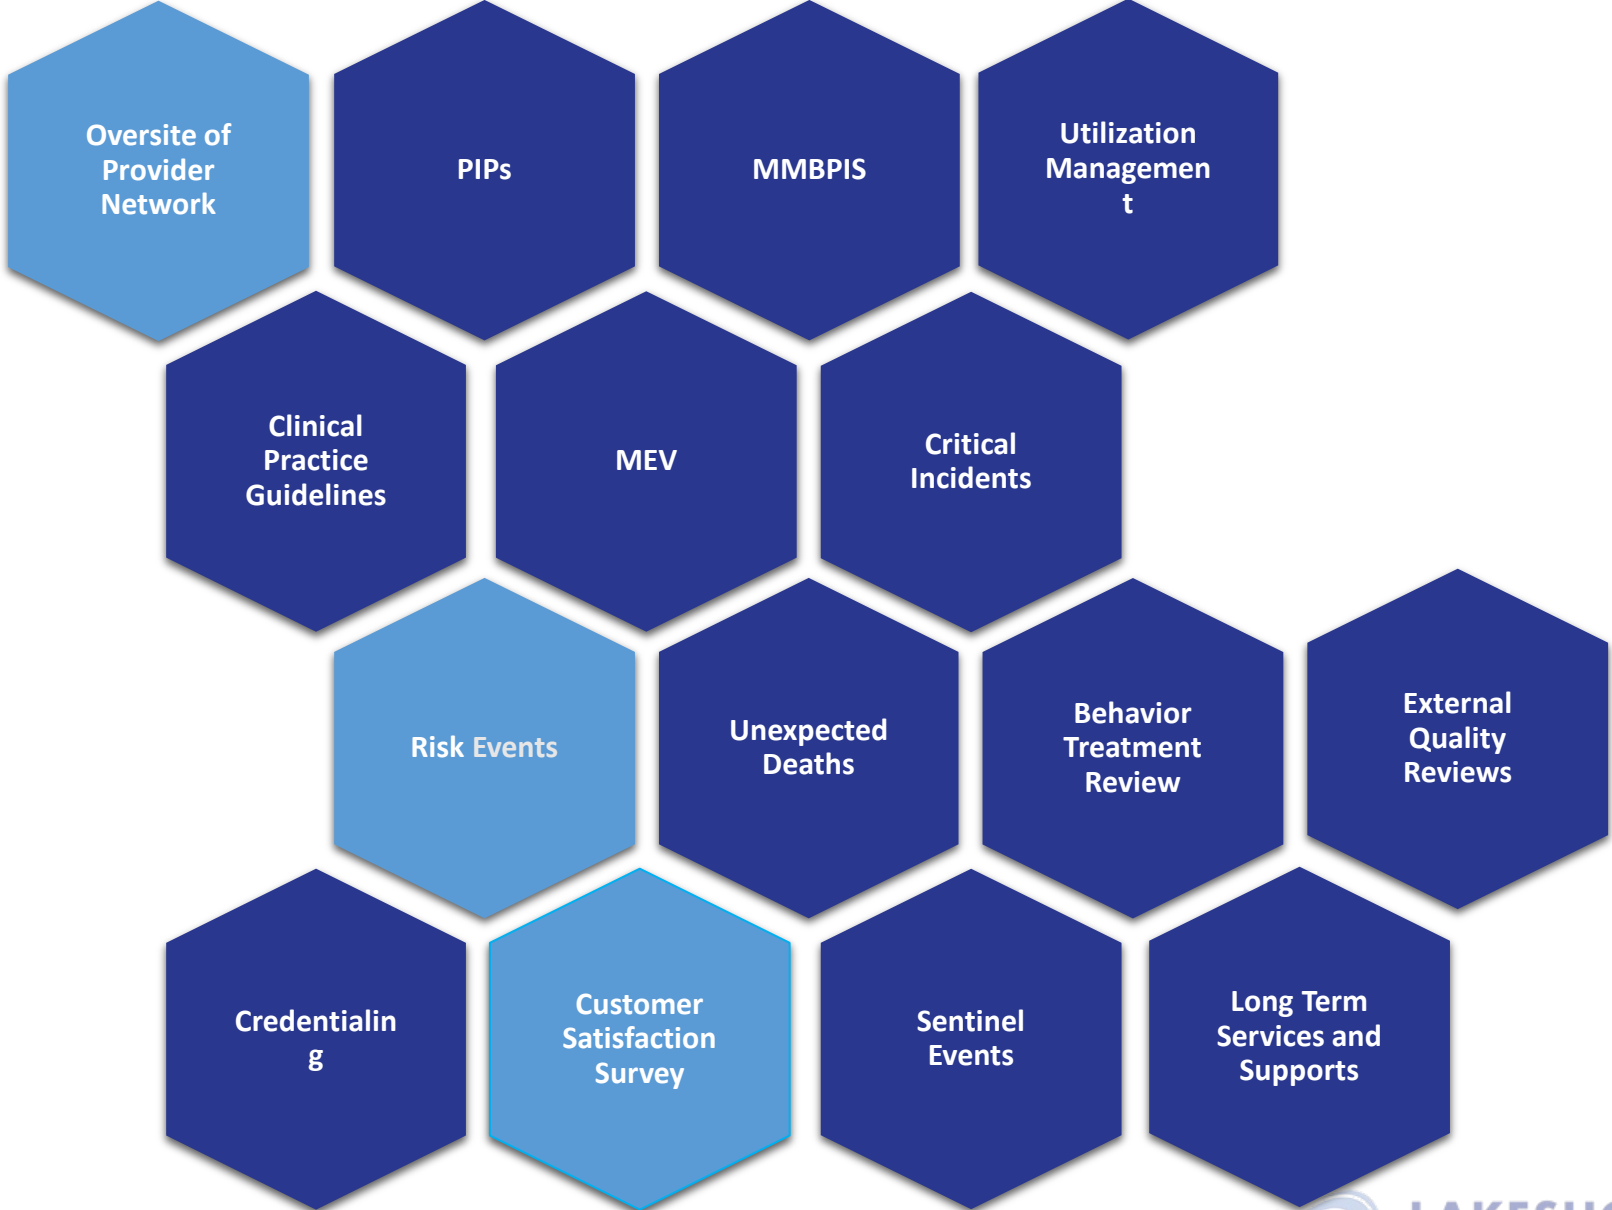 Oversite of
Provider
Network
PIPs
MMBPIS
Utilization
Managemen
t
Clinical
Practice
Guidelines
MEV
Critical
Incidents
Risk Events
Unexpected
Deaths
Behavior
Treatment
Review
External
Quality
Reviews
Credentialin
g
Customer
Satisfaction
Survey
Sentinel
Events
Long Term
Services and
Supports